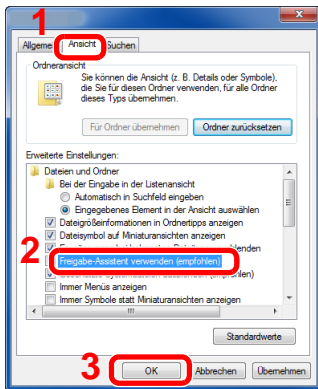 1
Allgemein Ansicht Suchen
Ordneransicht
Sie können die Ansicht (z. B. Details oder Symbole),
die Sie für diesen Ordner verwenden, für alle Ordner
dieses Typs übernehmen.
Für Ordner übernehmen Ordner zurücksetzen
Erweiterte Einstellungen:
Dateien und Ordner
Bei der Eingabe in der Listenansicht
Automatisch in Suchfeld eingeben
Eingegebenes Element in der Ansicht auswählen
Dateigrößeinformationen in Ordnertipps anzeigen
Dateisymbol auf Miniaturansichten anzeigen
2
Freigabe-Assistent verwenden (empfohlen)
Immer Menüs anzeigen
Immer Symbole statt Miniaturansichten anzeigen
Standardwerte
3
OK Abbrechen Übernehmen